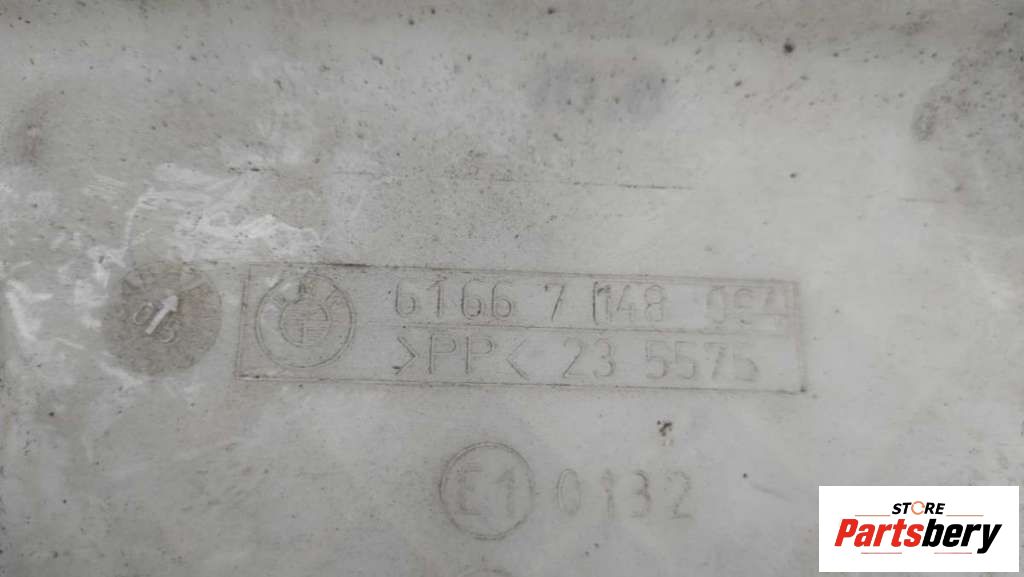 6166 7 148
>PP< 23 5575
E1 0132
STORE
Partsbery